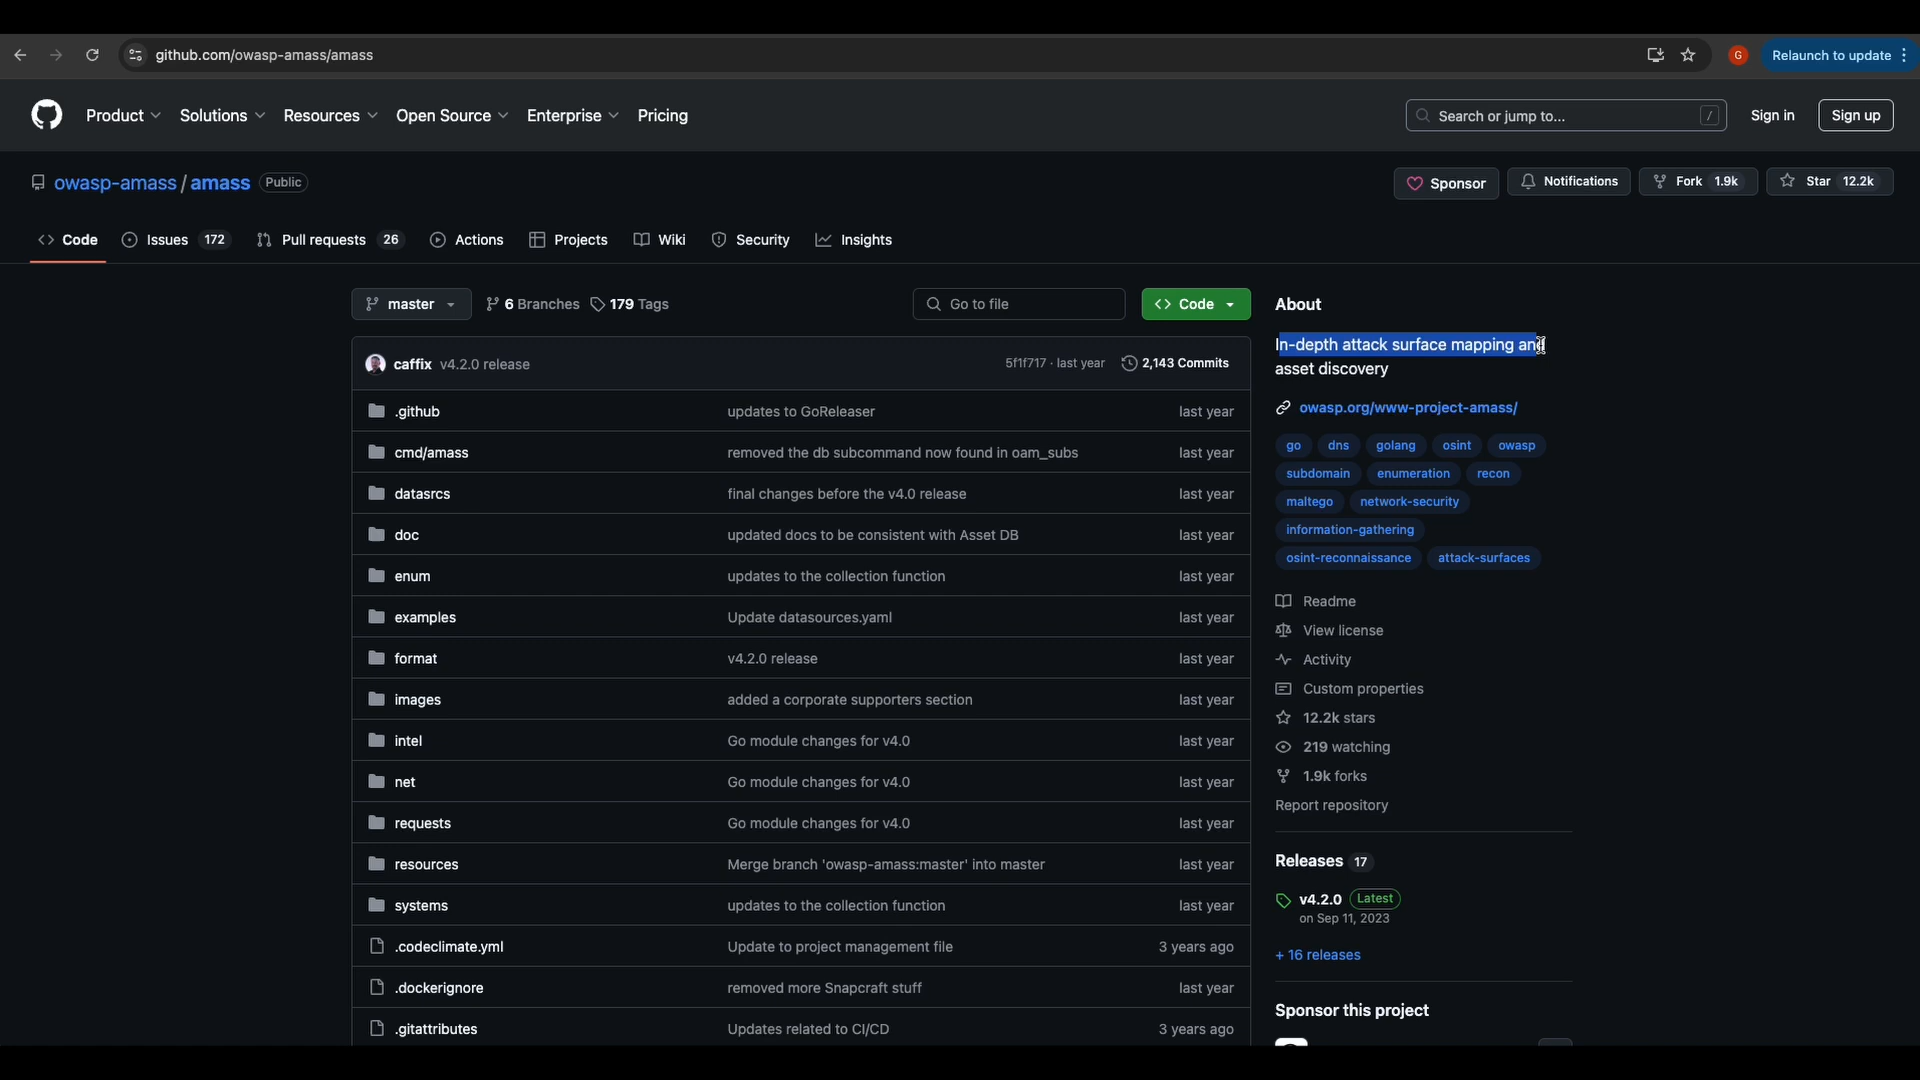 github.com/owasp-amass/amass
G
Relaunch to update
Product
Solutions
Resources
Open Source
Enterprise
Pricing
Search or jump to...
/
Sign in
Sign up
owasp-amass / amass Public
Sponsor
Notifications
Fork 1.9k
Star 12.2k
Code
Issues 172
Pull requests 26
Actions
Projects
Wiki
Security
Insights
master
6 Branches
179 Tags
Go to file
Code
caffix v4.2.0 release 5f1f717 · last year 2,143 Commits
.github updates to GoReleaser last year
cmd/amass removed the db subcommand now found in oam_subs last year
datasrcs final changes before the v4.0 release last year
doc updated docs to be consistent with Asset DB last year
enum updates to the collection function last year
examples Update datasources.yaml last year
format v4.2.0 release last year
images added a corporate supporters section last year
intel Go module changes for v4.0 last year
net Go module changes for v4.0 last year
requests Go module changes for v4.0 last year
resources Merge branch 'owasp-amass:master' into master last year
systems updates to the collection function last year
.codeclimate.yml Update to project management file 3 years ago
.dockerignore removed more Snapcraft stuff last year
.gitattributes Updates related to CI/CD 3 years ago
About
In-depth attack surface mapping and
asset discovery
owasp.org/www-project-amass/
go dns golang osint owasp
subdomain enumeration recon
maltego network-security
information-gathering
osint-reconnaissance attack-surfaces
Readme
View license
Activity
Custom properties
12.2k stars
219 watching
1.9k forks
Report repository
Releases 17
v4.2.0 Latest
on Sep 11, 2023
+ 16 releases
Sponsor this project